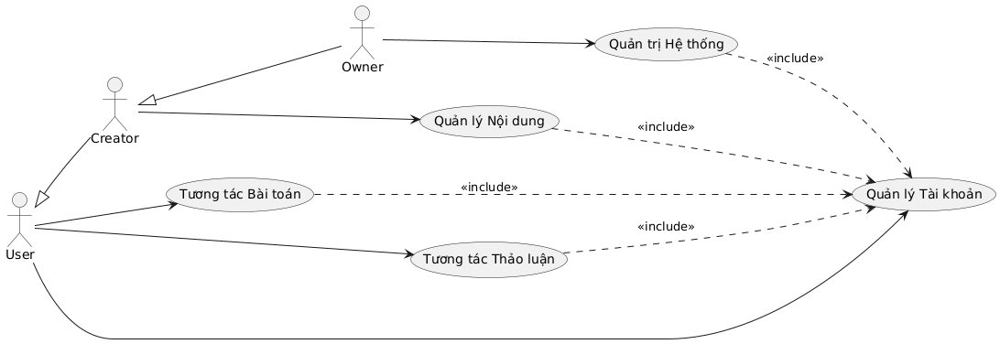 Owner
Quản trị Hệ thống
«include»
Creator
Quản lý Nội dung
«include»
User
Tương tác Bài toán
«include»
Quản lý Tài khoản
Tương tác Thảo luận
«include»